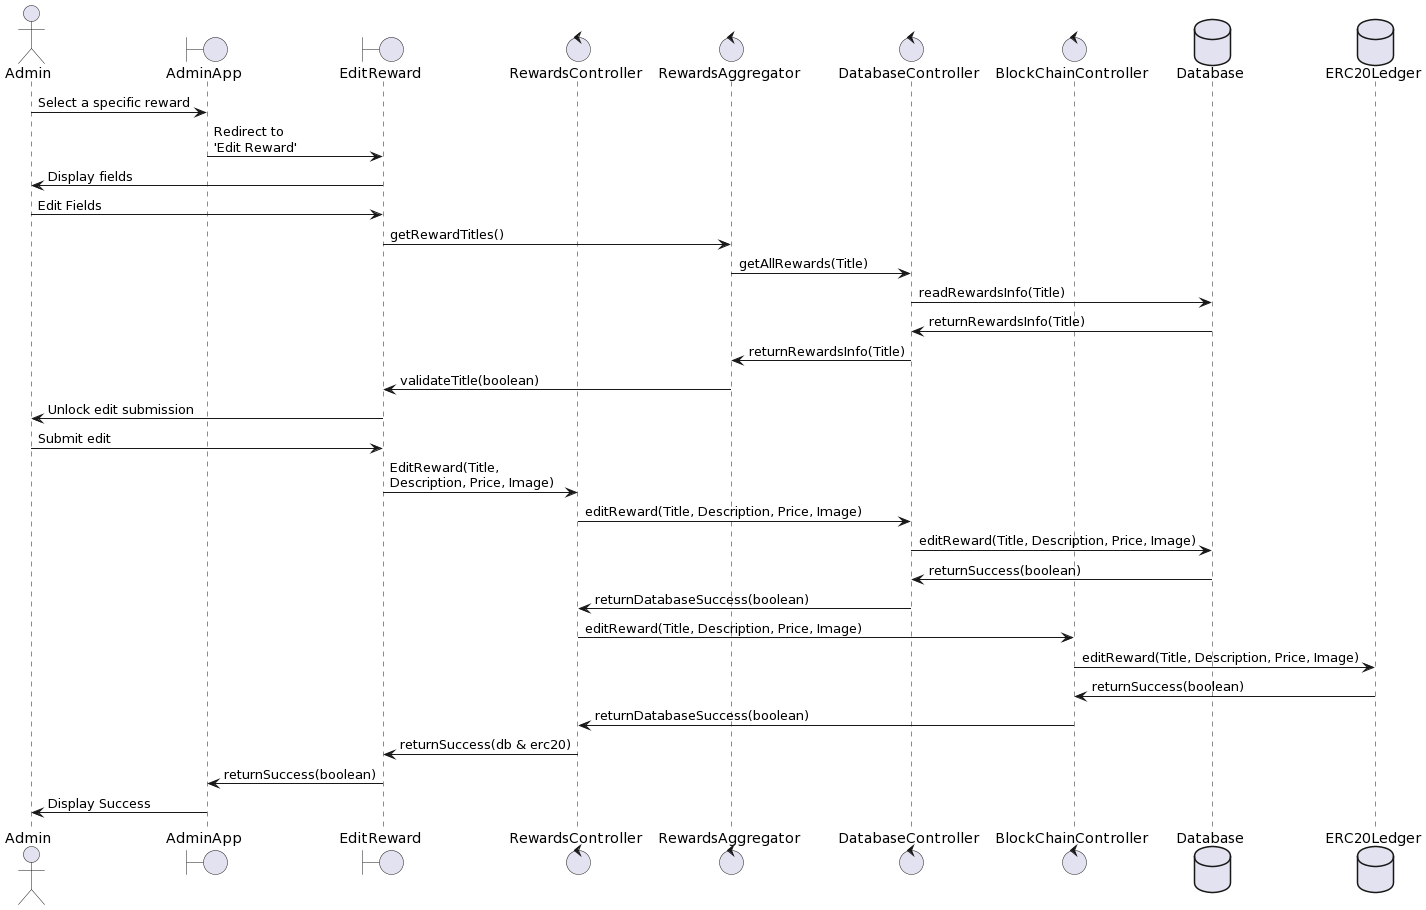 Admin
AdminApp
EditReward
RewardsController
RewardsAggregator
DatabaseController
BlockChainController
Database
ERC20Ledger
Select a specific reward
Redirect to
'Edit Reward'
Display fields
Edit Fields
getRewardTitles()
getAllRewards(Title)
readRewardsInfo(Title)
returnRewardsInfo(Title)
returnRewardsInfo(Title)
validateTitle(boolean)
Unlock edit submission
Submit edit
EditReward(Title,
Description, Price, Image)
editReward(Title, Description, Price, Image)
editReward(Title, Description, Price, Image)
returnSuccess(boolean)
returnDatabaseSuccess(boolean)
editReward(Title, Description, Price, Image)
editReward(Title, Description, Price, Image)
returnSuccess(boolean)
returnDatabaseSuccess(boolean)
returnSuccess(db & erc20)
returnSuccess(boolean)
Display Success
Admin
AdminApp
EditReward
RewardsController
RewardsAggregator
DatabaseController
BlockChainController
Database
ERC20Ledger